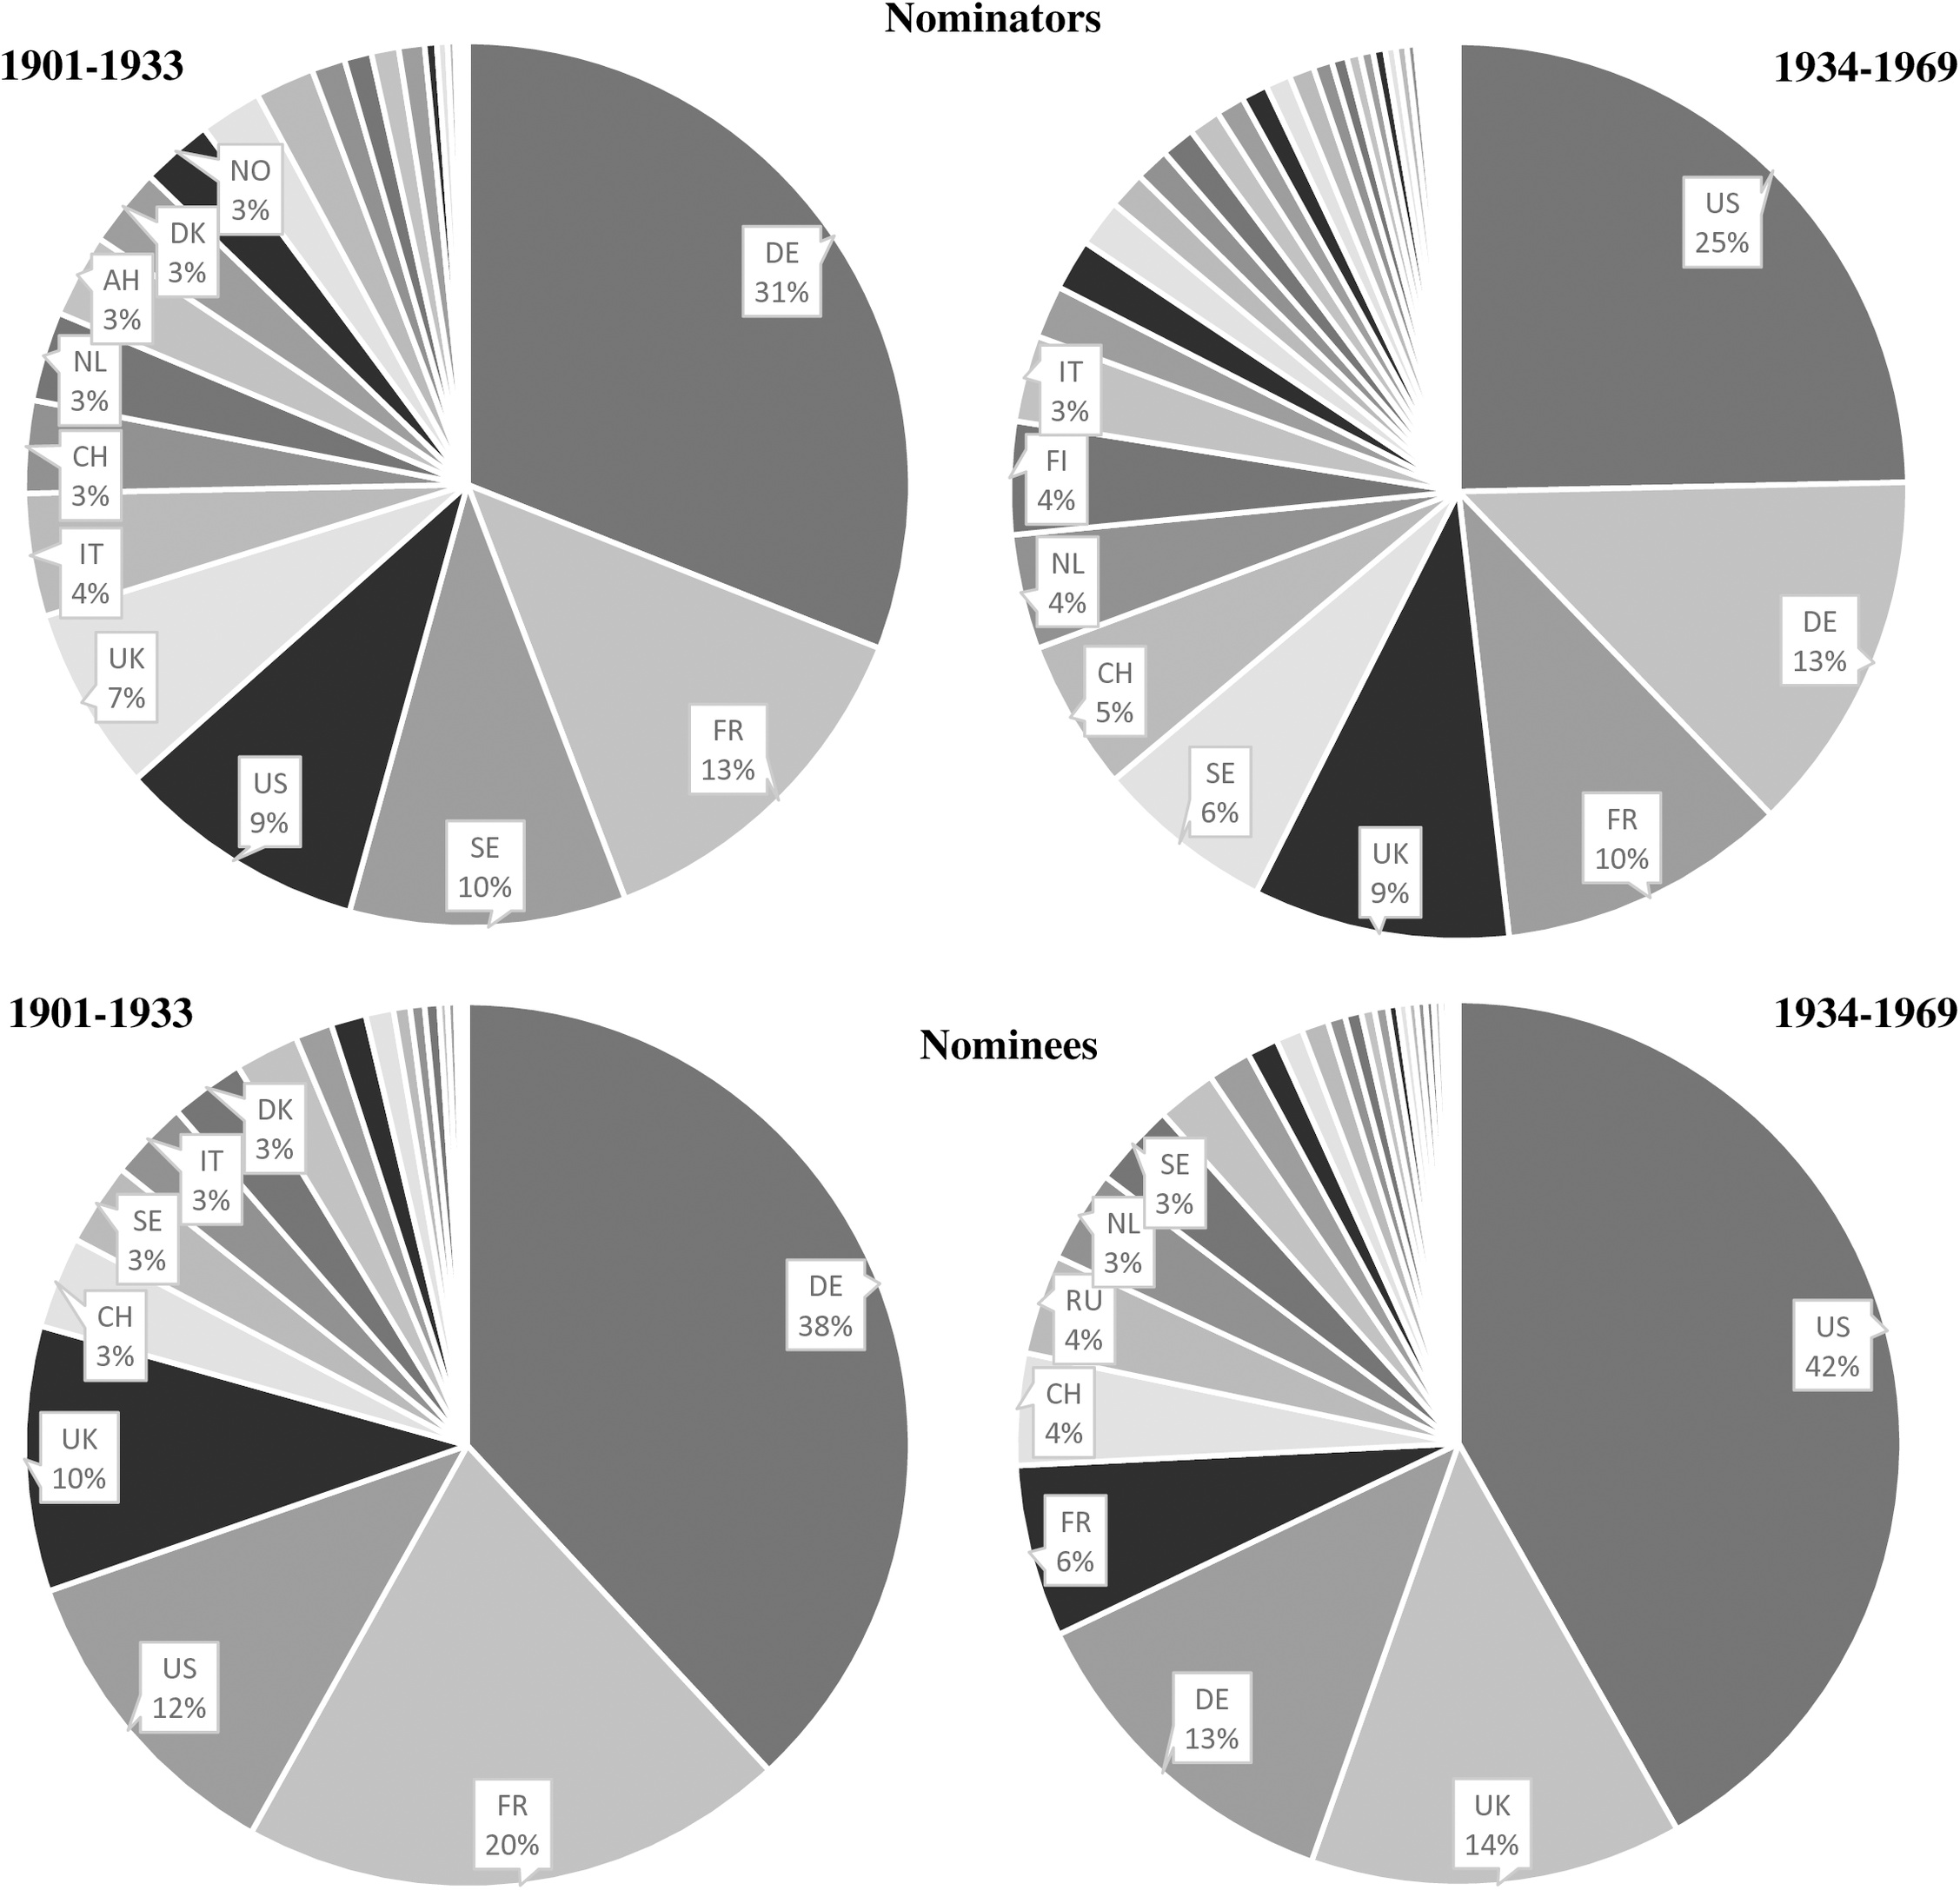 Nominators
1901-1933
1934-1969
DE
31%
FR
13%
SE
10%
US
9%
UK
7%
IT
4%
CH
3%
NL
3%
AH
3%
DK
3%
NO
3%
US
25%
DE
13%
FR
10%
UK
9%
SE
6%
CH
5%
NL
4%
FI
4%
IT
3%
Nominees
1901-1933
1934-1969
DE
38%
FR
20%
US
12%
UK
10%
CH
3%
SE
3%
IT
3%
DK
3%
US
42%
UK
14%
DE
13%
FR
6%
CH
4%
RU
4%
NL
3%
SE
3%